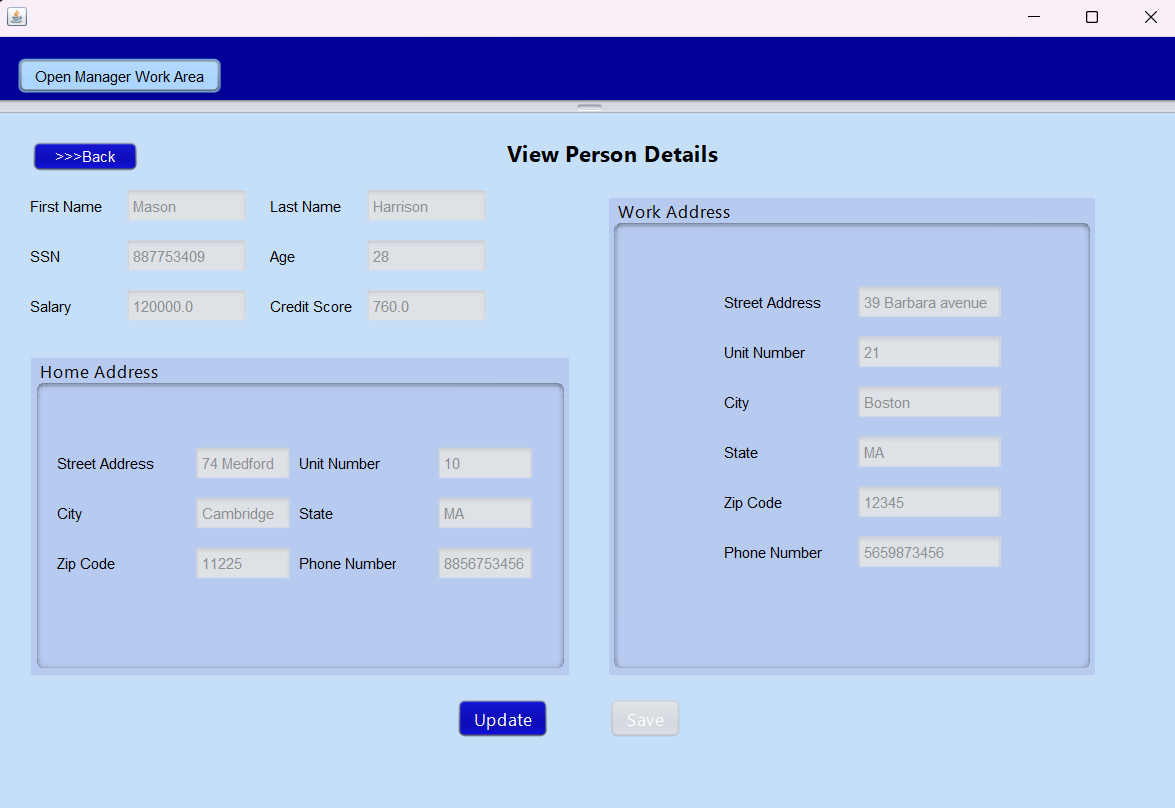 Open Manager Work Area
>>>Back
View Person Details
First Name Mason Last Name Harrison
SSN 887753409 Age 28
Salary 120000.0 Credit Score 760.0
Home Address
Street Address 74 Medford Unit Number 10
City Cambridge State MA
Zip Code 11225 Phone Number 8856753456
Work Address
Street Address 39 Barbara avenue
Unit Number 21
City Boston
State MA
Zip Code 12345
Phone Number 5659873456
Update Save